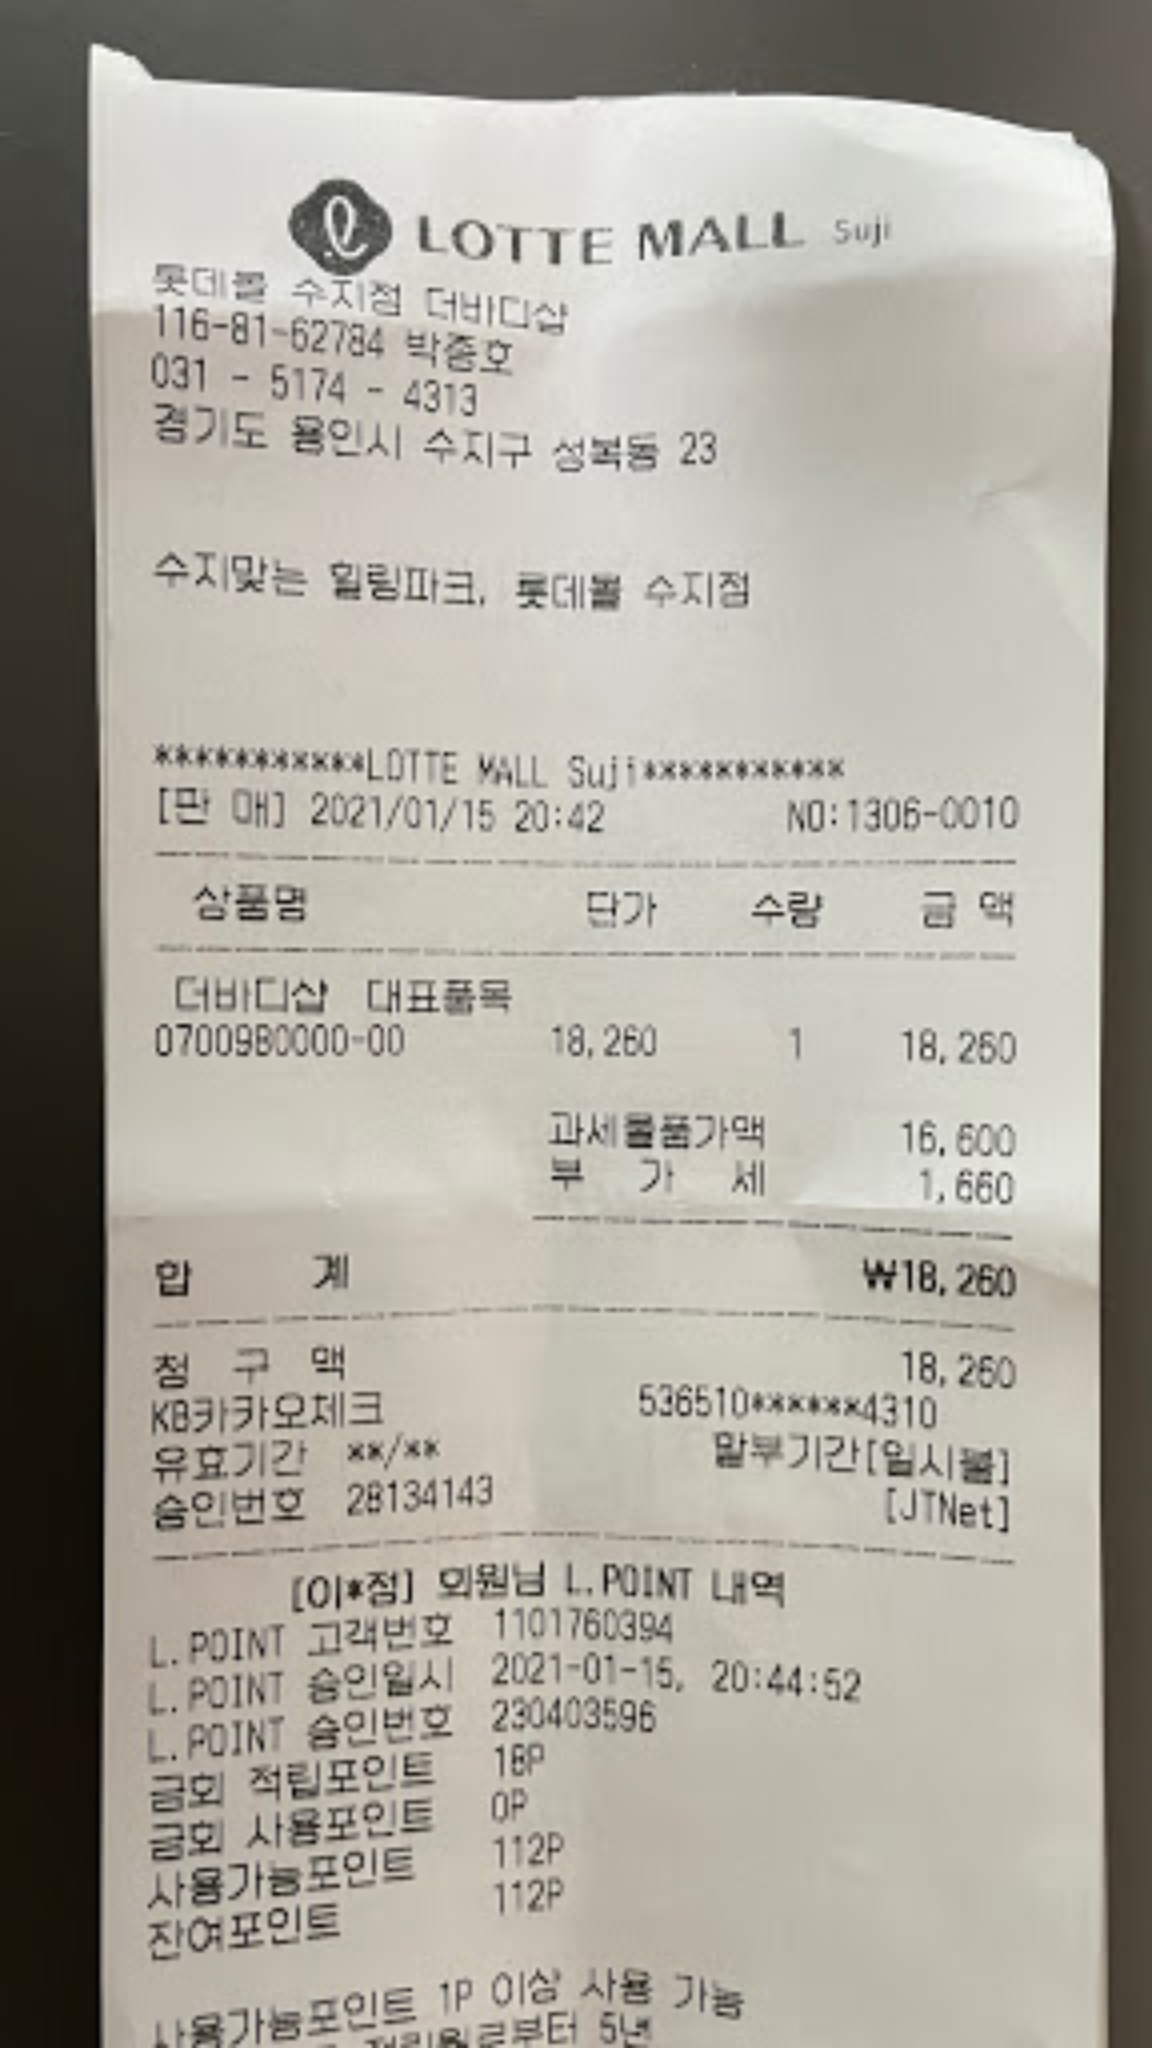 LOTTE MALL Suji
롯데몰 수지점 더바디샵
116-81-62784 박종호
031 - 5174 - 4313
경기도 용인시 수지구 성복동 23
수지맞는 힐링파크, 롯데몰 수지점
***********LOTTE MALL Suji***********
[판 매] 2021/01/15 20:42 NO:1306-0010
상품명 단가 수량 금 액
더바디샵 대표품목
0700980000-00 18,260 1 18,260
과세물품가액 16,600
부 가 세 1,660
합 계 ₩18,260
청 구 액 18,260
KB카카오체크 536510******4310
유효기간 **/** 할부기간[일시불]
승인번호 28134143 [JTNet]
[이*점] 회원님 L.POINT 내역
L.POINT 고객번호 1101760394
L.POINT 승인일시 2021-01-15, 20:44:52
L.POINT 승인번호 230403596
금회 적립포인트 18P
금회 사용포인트 0P
사용가능포인트 112P
잔여포인트 112P
사용가능포인트 1P 이상 사용 가능
적립월로부터 5년